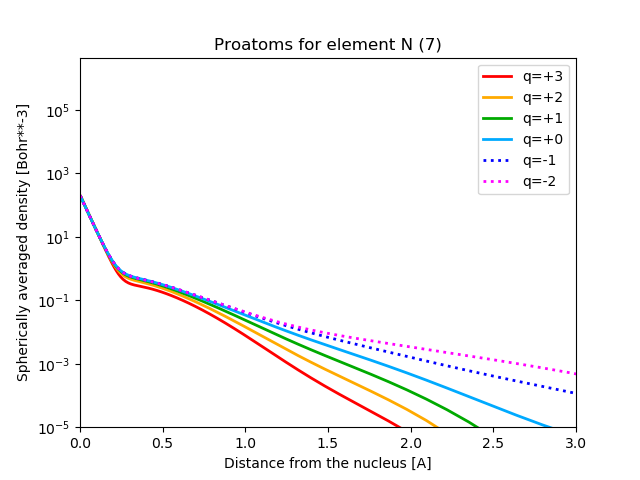 Proatoms for element N (7)
Spherically averaged density [Bohr**-3]
10^5
10^3
10^1
10^−1
10^−3
10^−5
q=+3
q=+2
q=+1
q=+0
q=-1
q=-2
0.0 0.5 1.0 1.5 2.0 2.5 3.0
Distance from the nucleus [A]